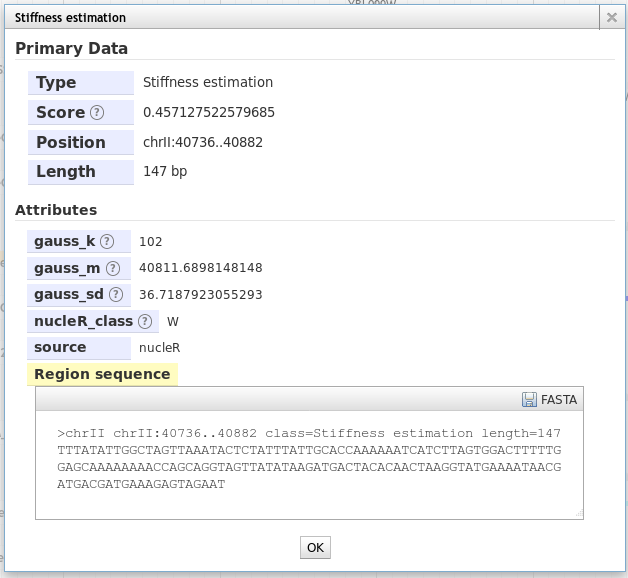 Stiffness estimation
Primary Data
Type Stiffness estimation
Score ? 0.457127522579685
Position chrII:40736..40882
Length 147 bp
Attributes
gauss_k ? 102
gauss_m ? 40811.6898148148
gauss_sd ? 36.7187923055293
nucleR_class ? W
source nucleR
Region sequence
FASTA
>chrII chrII:40736..40882 class=Stiffness estimation length=147
TTTATATTGGCTAGTTAAATACTCTATTTATTGCACCAAAAAATCATCTTAGTGGACTTTTTG
GAGCAAAAAAAACCAGCAGGTAGTTATATAAGATGACTACACAACTAAGGTATGAAAATAACG
ATGACGATGAAAGAGTAGAAT
OK